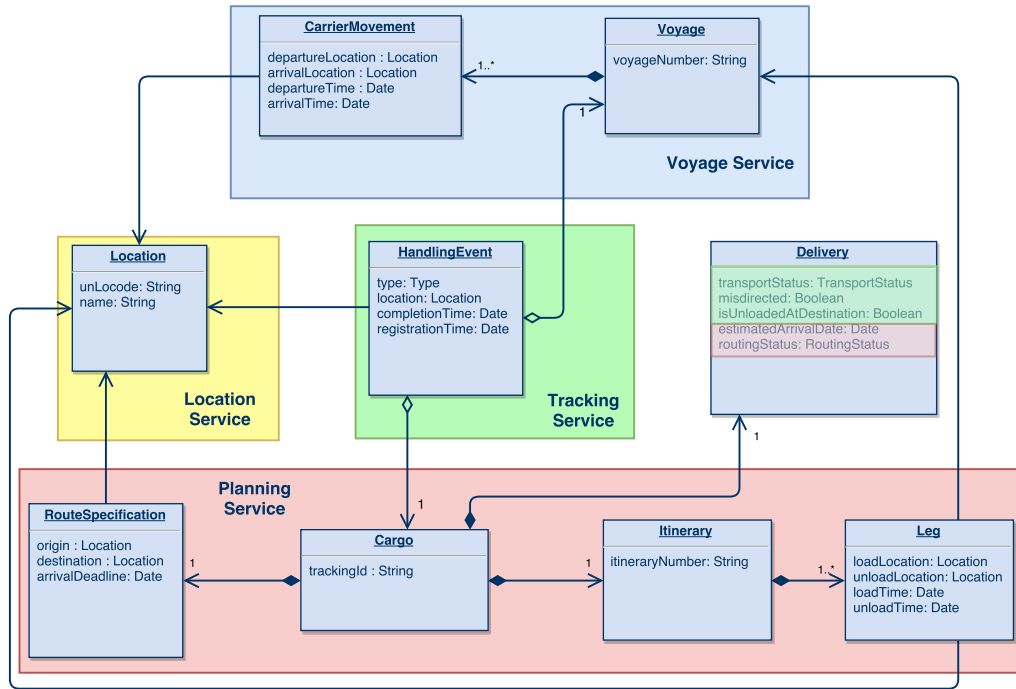 CarrierMovement
departureLocation : Location
arrivalLocation : Location
departureTime : Date
arrivalTime: Date
1..*
Voyage
voyageNumber: String
1
Voyage Service
Location
unLocode: String
name: String
Location
Service
HandlingEvent
type: Type
location: Location
completionTime: Date
registrationTime: Date
Tracking
Service
Delivery
transportStatus: TransportStatus
misdirected: Boolean
isUnloadedAtDestination: Boolean
estimatedArrivalDate: Date
routingStatus: RoutingStatus
1
Planning
Service
1
RouteSpecification
origin : Location
destination : Location
arrivalDeadline: Date
1
Cargo
trackingId : String
1
Itinerary
itineraryNumber: String
1..*
Leg
loadLocation: Location
unloadLocation: Location
loadTime: Date
unloadTime: Date